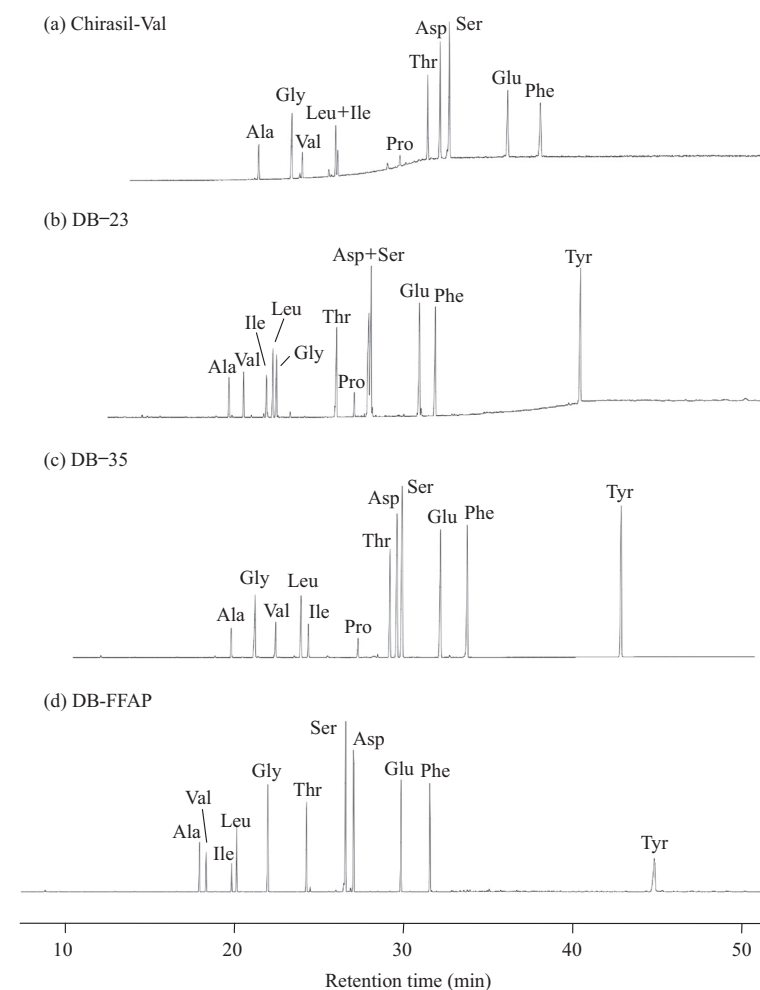 (a) Chirasil-Val
Ala
Gly
Val
Leu+Ile
Pro
Thr
Asp
Ser
Glu
Phe
(b) DB−23
Ala
Val
Ile
Leu
Gly
Thr
Pro
Asp+Ser
Glu
Phe
Tyr
(c) DB−35
Ala
Gly
Val
Leu
Ile
Pro
Thr
Asp
Ser
Glu
Phe
Tyr
(d) DB-FFAP
Ala
Val
Ile
Leu
Gly
Thr
Ser
Asp
Glu
Phe
Tyr
10 20 30 40 50
Retention time (min)